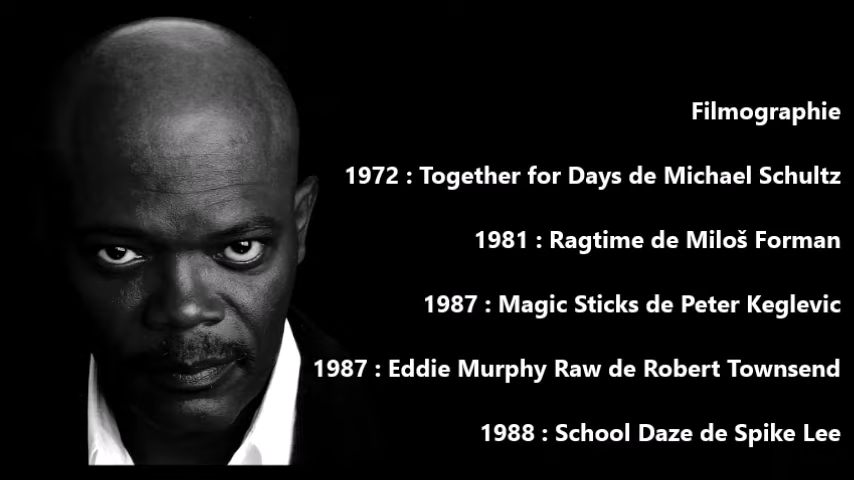 Filmographie
1972 : Together for Days de Michael Schultz
1981 : Ragtime de Miloš Forman
1987 : Magic Sticks de Peter Keglevic
1987 : Eddie Murphy Raw de Robert Townsend
1988 : School Daze de Spike Lee